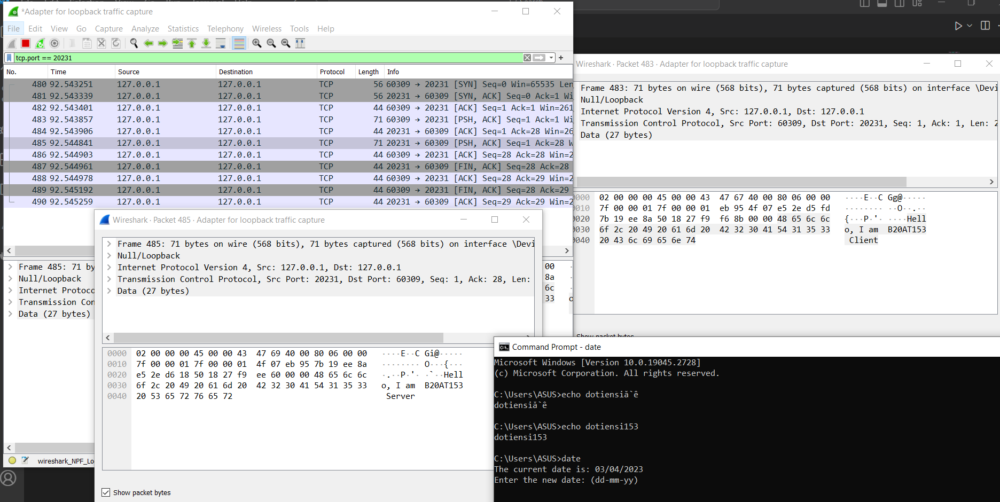 *Adapter for loopback traffic capture
File Edit View Go Capture Analyze Statistics Telephony Wireless Tools Help
tcp.port == 20231
No. Time Source Destination Protocol Length Info
480 92.543251 127.0.0.1 127.0.0.1 TCP 56 60309 → 20231 [SYN] Seq=0 Win=65535 Len
481 92.543339 127.0.0.1 127.0.0.1 TCP 56 20231 → 60309 [SYN, ACK] Seq=0 Ack=1 Wi
482 92.543401 127.0.0.1 127.0.0.1 TCP 44 60309 → 20231 [ACK] Seq=1 Ack=1 Win=261
483 92.543857 127.0.0.1 127.0.0.1 TCP 71 60309 → 20231 [PSH, ACK] Seq=1 Ack=1 Wi
484 92.543906 127.0.0.1 127.0.0.1 TCP 44 20231 → 60309 [ACK] Seq=1 Ack=28 Win=26
485 92.544841 127.0.0.1 127.0.0.1 TCP 71 20231 → 60309 [PSH, ACK] Seq=1 Ack=28 W
486 92.544903 127.0.0.1 127.0.0.1 TCP 44 60309 → 20231 [ACK] Seq=28 Ack=28 Win=2
487 92.544961 127.0.0.1 127.0.0.1 TCP 44 20231 → 60309 [FIN, ACK] Seq=28 Ack=28
488 92.544978 127.0.0.1 127.0.0.1 TCP 44 60309 → 20231 [ACK] Seq=28 Ack=29 Win=2
489 92.545192 127.0.0.1 127.0.0.1 TCP 44 60309 → 20231 [FIN, ACK] Seq=28 Ack=29
490 92.545259 127.0.0.1 127.0.0.1 TCP 44 20231 → 60309 [ACK] Seq=29 Ack=29 Win=2
Frame 485: 71 by
Null/Loopback
Internet Protoco
Transmission Con
Data (27 bytes)
00
8a
6c
33 o
wireshark_NPF_Lo
Wireshark · Packet 485 · Adapter for loopback traffic capture
Frame 485: 71 bytes on wire (568 bits), 71 bytes captured (568 bits) on interface \Devi
Null/Loopback
Internet Protocol Version 4, Src: 127.0.0.1, Dst: 127.0.0.1
Transmission Control Protocol, Src Port: 20231, Dst Port: 60309, Seq: 1, Ack: 28, Len:
Data (27 bytes)
0000 02 00 00 00 45 00 00 43 47 69 40 00 80 06 00 00 ····E··C Gi@·····
0010 7f 00 00 01 7f 00 00 01 4f 07 eb 95 7b 19 ee 8a ········ O···{···
0020 e5 2e d6 18 50 18 27 f9 ee 60 00 00 48 65 6c 6c ·.··P·'· ·`··Hell
0030 6f 2c 20 49 20 61 6d 20 42 32 30 41 54 31 35 33 o, I am B20AT153
0040 20 53 65 72 76 65 72 Server
Show packet bytes
Wireshark · Packet 483 · Adapter for loopback traffic capture
Frame 483: 71 bytes on wire (568 bits), 71 bytes captured (568 bits) on interface \Devi
Null/Loopback
Internet Protocol Version 4, Src: 127.0.0.1, Dst: 127.0.0.1
Transmission Control Protocol, Src Port: 60309, Dst Port: 20231, Seq: 1, Ack: 1, Len: 2
Data (27 bytes)
0000 02 00 00 00 45 00 00 43 47 67 40 00 80 06 00 00 ····E··C Gg@·····
0010 7f 00 00 01 7f 00 00 01 eb 95 4f 07 e5 2e d5 fd ········ ··O··.··
0020 7b 19 ee 8a 50 18 27 f9 f6 8b 00 00 48 65 6c 6c {···P·'· ····Hell
0030 6f 2c 20 49 20 61 6d 20 42 32 30 41 54 31 35 33 o, I am B20AT153
0040 20 43 6c 69 65 6e 74 Client
Show packet bytes
Command Prompt - date
Microsoft Windows [Version 10.0.19045.2728]
(c) Microsoft Corporation. All rights reserved.
C:\Users\ASUS>echo dotiensiă`ê
dotiensiă`ê
C:\Users\ASUS>echo dotiensi153
dotiensi153
C:\Users\ASUS>date
The current date is: 03/04/2023
Enter the new date: (dd-mm-yy)